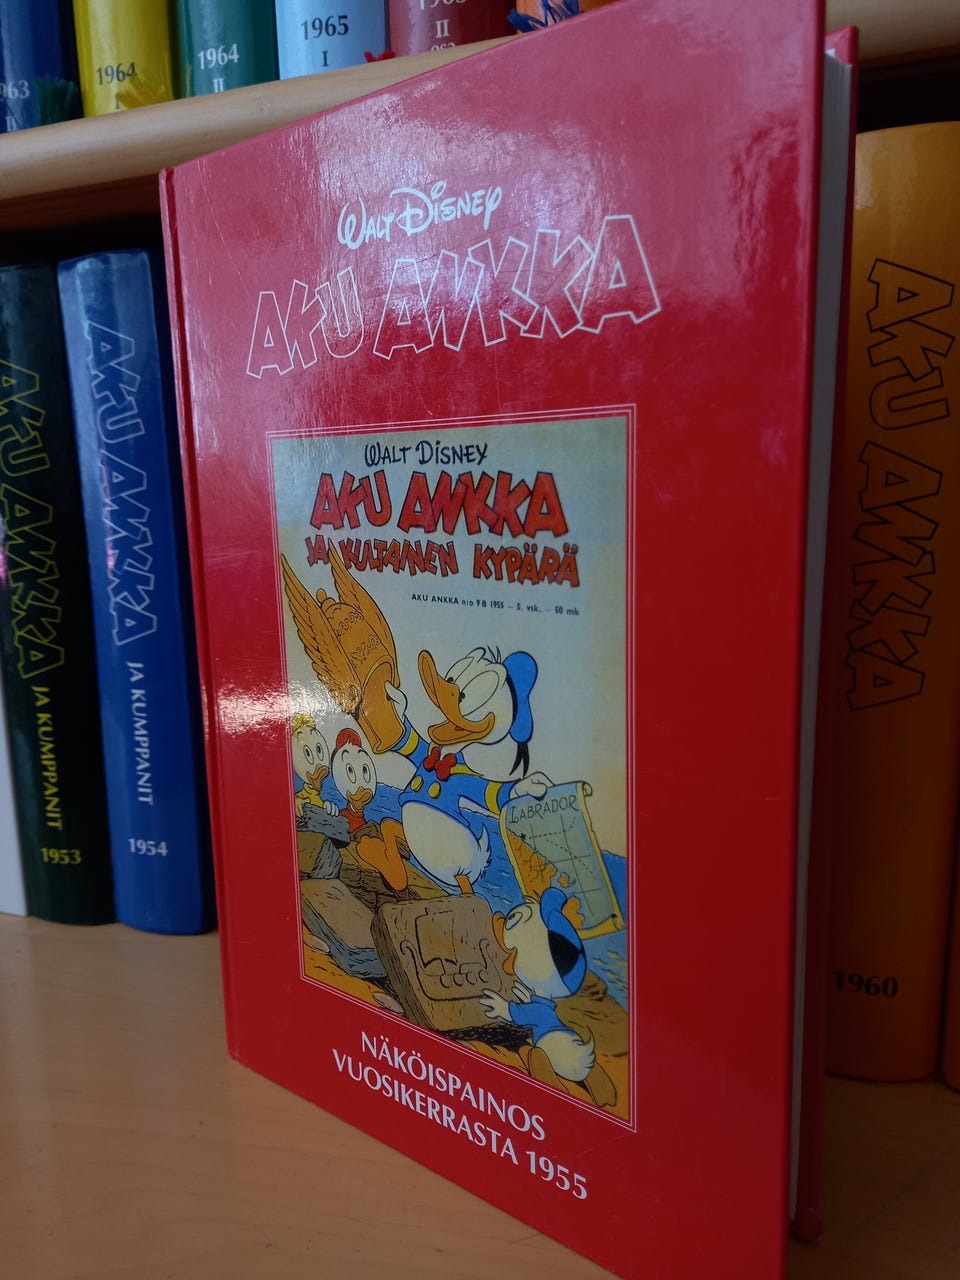 1964
I
1964
II
1965
I
II
WALT DISNEY
AKU ANKKA
WALT DISNEY
AKU ANKKA
JA KULTAINEN KYPÄRÄ
AKU ANKKA n:o 9 B 1955 — 5. vsk. — 50 mk
LABRADOR
NÄKÖISPAINOS
VUOSIKERRASTA 1955
AKU ANKKA JA KUMPPANIT
1953
AKU ANKKA JA KUMPPANIT
1954
AKU ANKKA
1960